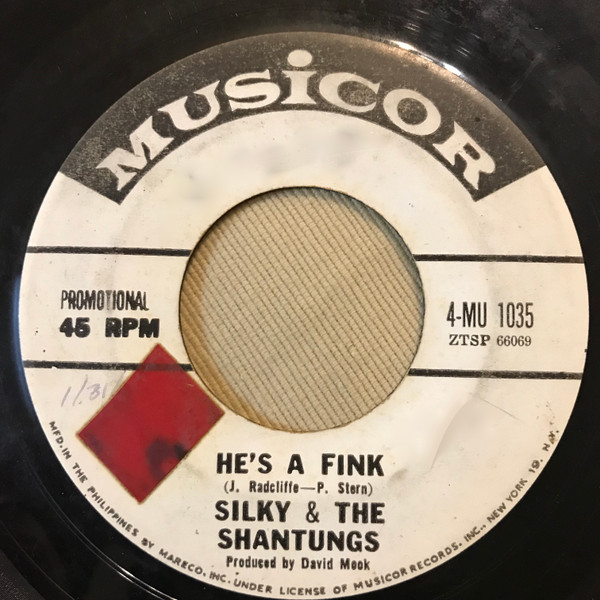 MUSICOR
PROMOTIONAL
45 RPM
4-MU 1035
ZTSP 66069
1/31
HE'S A FINK
(J. Radcliffe—P. Stern)
SILKY & THE
SHANTUNGS
Produced by David Mook
MFD. IN THE PHILIPPINES BY MARECO, INC. UNDER LICENSE OF MUSICOR RECORDS, INC., NEW YORK 19, N.Y.